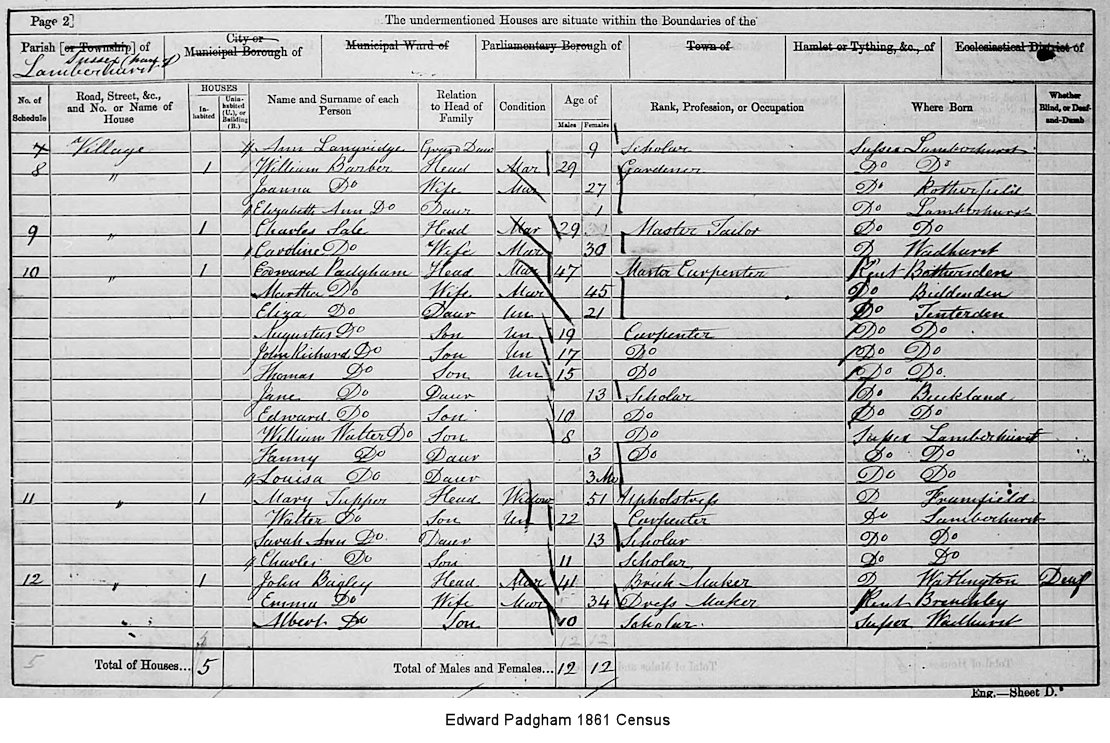 Page 2] The undermentioned Houses are situate within the Boundaries of the
Parish [or Township] of City or Municipal Borough of Municipal Ward of Parliamentary Borough of Town of Hamlet or Tything, &c., of Ecclesiastical District of
Lamberhurst Sussex
No. of Schedule Road, Street, &c., and No. or Name of House HOUSES Inhabited Uninhabited (U.), or Building (B.) Name and Surname of each Person Relation to Head of Family Condition Age of Males Females Rank, Profession, or Occupation Where Born Whether Blind, or Deaf-and-Dumb
7 Village Ann Langridge Daur 9 Scholar Sussex Lamberhurst
8 " 1 William Barber Head Mar 29 Gardener Do Do
Joanna Do Wife Mar 27 Do Rotherfield
Elizabeth Ann Do Daur 1 Do Lamberhurst
9 " 1 Charles Sale Head Mar 29 Master Tailor Do Do
Caroline Do Wife Mar 30 D Wadhurst
10 " 1 Edward Padgham Head Mar 47 Master Carpenter Kent Bethersden
Martha Do Wife Mar 45 Do Biddenden
Eliza Do Daur Un 21 Do Tenterden
Augustus Do Son Un 19 Carpenter Do Do
John Richard Do Son Un 17 Do Do Do
Thomas Do Son Un 15 Do Do Do
Jane Do Daur 13 Scholar Do Buckland
Edward Do Son 10 Do Do Do
William Walter Do Son 8 Do Sussex Lamberhurst
Fanny Do Daur 3 Do Do Do
Louisa Do Daur 3 Mo Do Do
11 " 1 Mary Tapper Head Widow 51 Upholstress D Framfield
Walter Do Son Un 22 Carpenter Do Lamberhurst
Sarah Ann Do Daur 13 Scholar Do Do
Charles Do Son 11 Scholar Do Do
12 " 1 John Bagley Head Mar 41 Brick Maker D Watlington Deaf
Emma Do Wife Mar 34 Dress Maker Kent Brenchley
Albert Do Son 10 Scholar Sussex Wadhurst
12 12
5 Total of Houses... 5 Total of Males and Females... 12 12
Eng.—Sheet D.
Edward Padgham 1861 Census